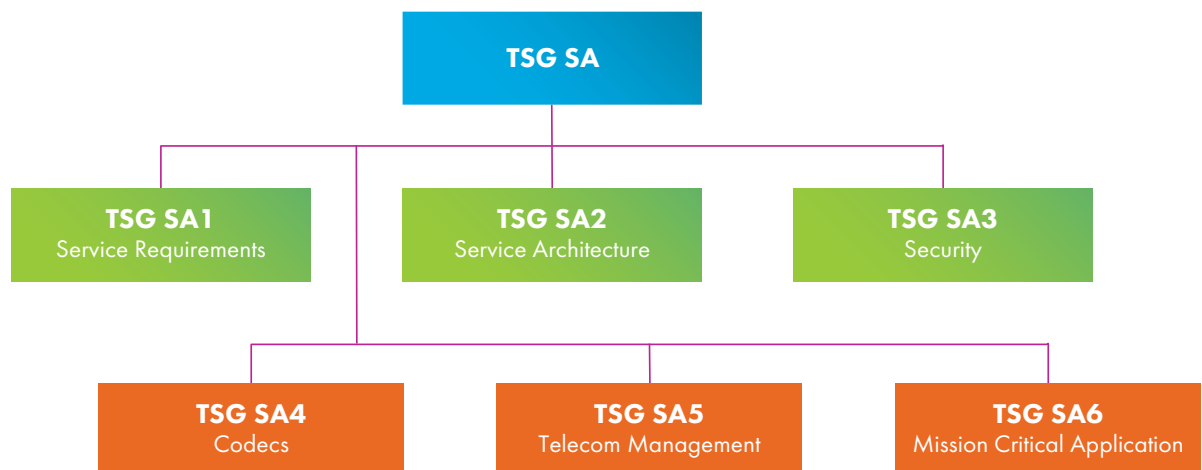 TSG SA
TSG SA1
Service Requirements
TSG SA2
Service Architecture
TSG SA3
Security
TSG SA4
Codecs
TSG SA5
Telecom Management
TSG SA6
Mission Critical Application